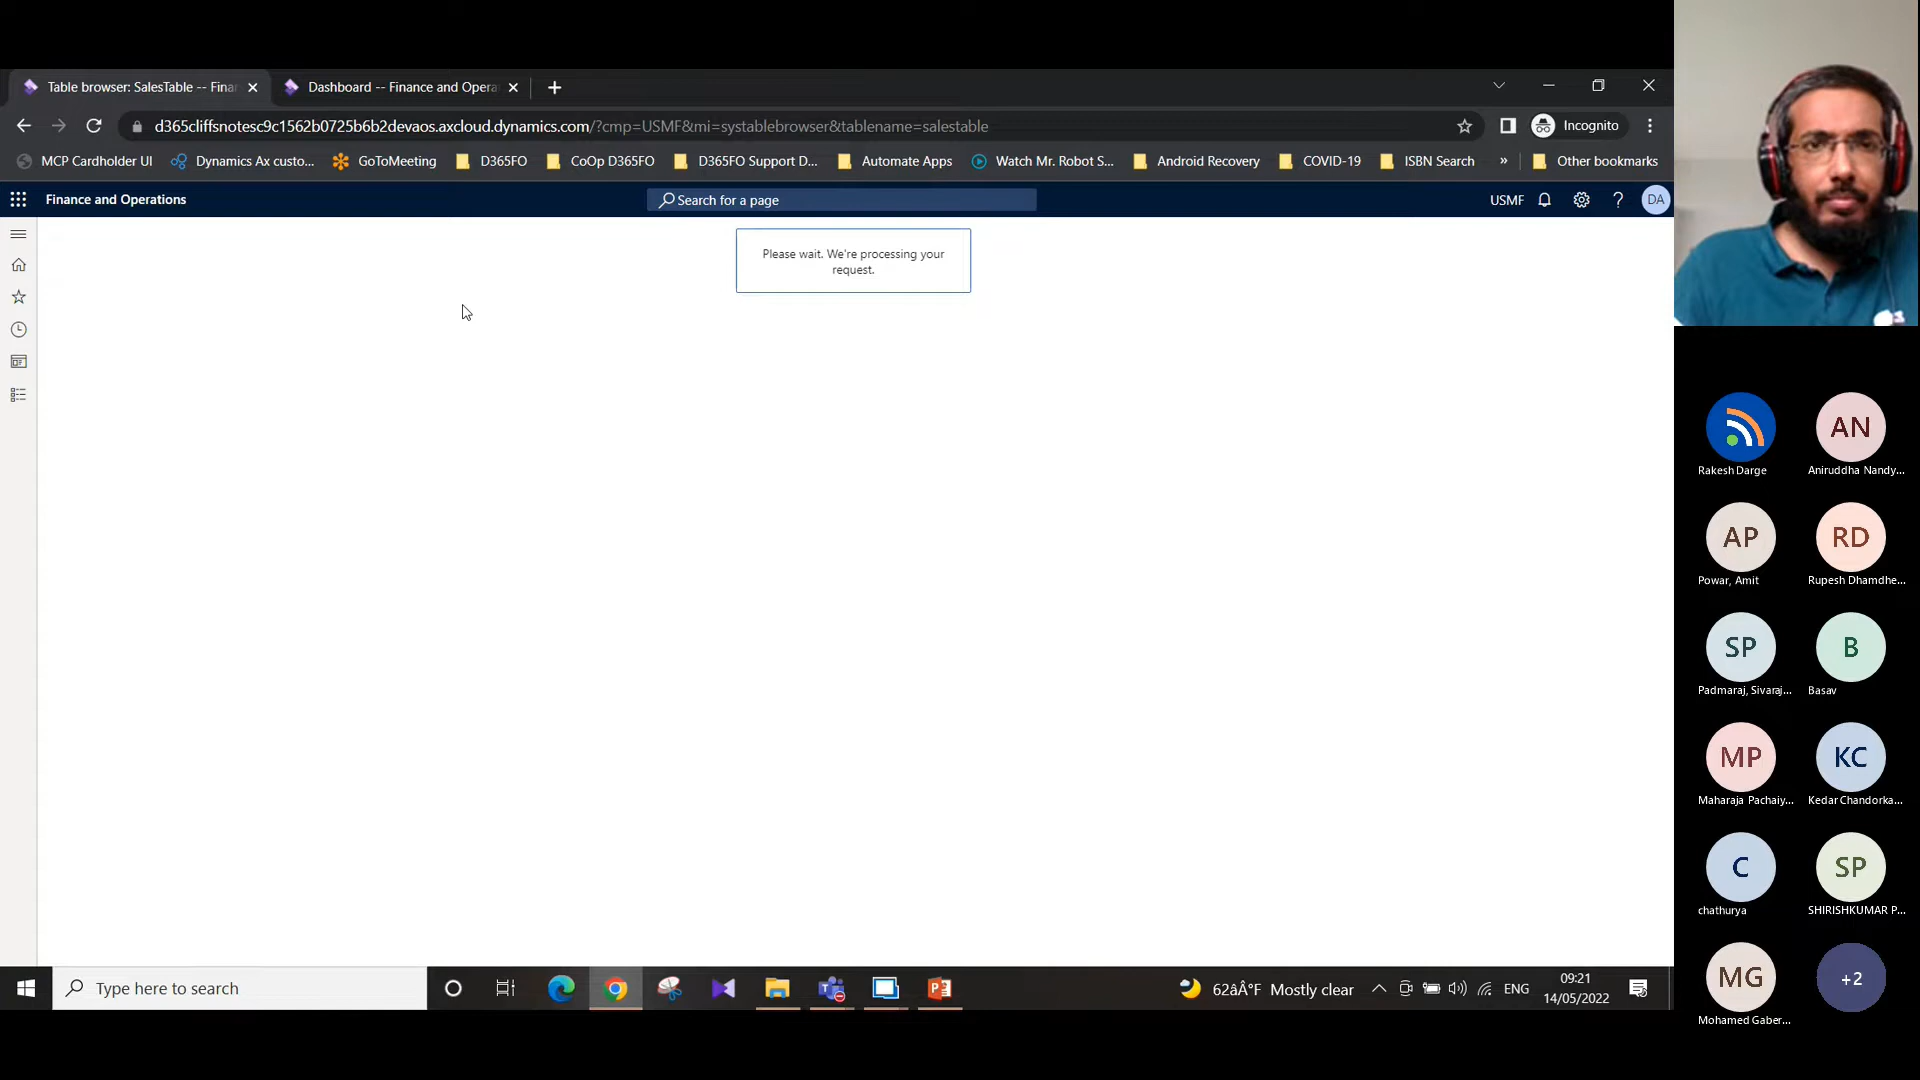 Table browser: SalesTable -- Finan
Dashboard -- Finance and Opera
d365cliffsnotesc9c1562b0725b6b2devaos.axcloud.dynamics.com/?cmp=USMF&mi=systablebrowser&tablename=salestable
Incognito
MCP Cardholder UI
Dynamics Ax custo...
GoToMeeting
D365FO
CoOp D365FO
D365FO Support D...
Automate Apps
Watch Mr. Robot S...
Android Recovery
COVID-19
ISBN Search
»
Other bookmarks
Finance and Operations
Search for a page
USMF
?
DA
Please wait. We're processing your
request.
Rakesh Darge
AN
Aniruddha Nandy...
AP
Powar, Amit
RD
Rupesh Dhamdhe...
SP
Padmaraj, Sivaraj...
B
Basav
MP
Maharaja Pachaiy...
KC
Kedar Chandorka...
C
chathurya
SP
SHIRISHKUMAR P...
MG
Mohamed Gaber...
+2
Type here to search
62âÂ°F Mostly clear
ENG
09:21
14/05/2022